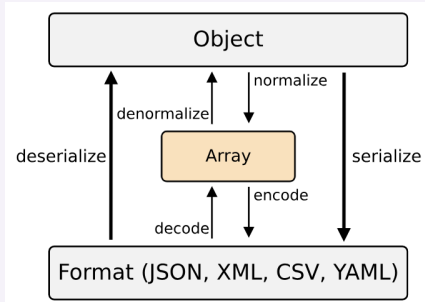 Object
normalize
denormalize
deserialize
Array
serialize
encode
decode
Format (JSON, XML, CSV, YAML)